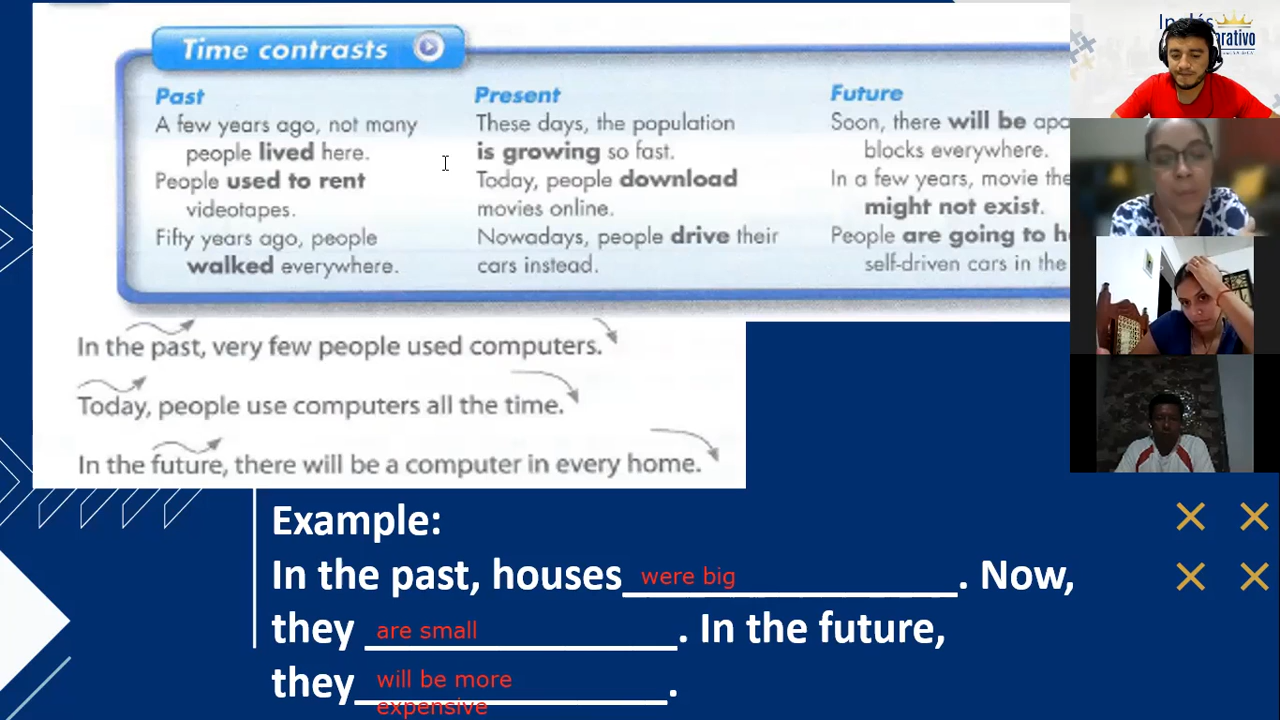 Time contrasts
Past
A few years ago, not many
people lived here.
People used to rent
videotapes.
Fifty years ago, people
walked everywhere.
Present
These days, the population
is growing so fast.
Today, people download
movies online.
Nowadays, people drive their
cars instead.
Future
Soon, there will be
blocks everywhere.
In a few years, movie
might not exist.
People are going to
self-driven cars in the
In the past, very few people used computers.
Today, people use computers all the time.
In the future, there will be a computer in every home.
Example:
In the past, houses were big. Now,
they are small. In the future,
they will be more
expensive.